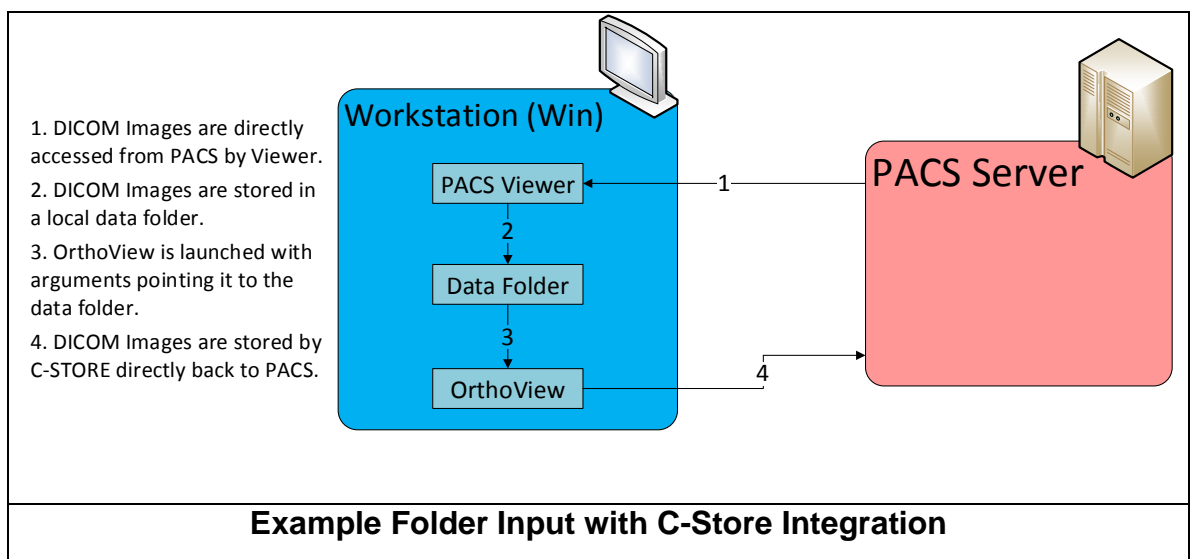 1. DICOM Images are directly
accessed from PACS by Viewer.
2. DICOM Images are stored in
a local data folder.
3. OrthoView is launched with
arguments pointing it to the
data folder.
4. DICOM Images are stored by
C-STORE directly back to PACS.
Workstation (Win)
PACS Viewer
2
Data Folder
3
OrthoView
1
4
PACS Server
Example Folder Input with C-Store Integration